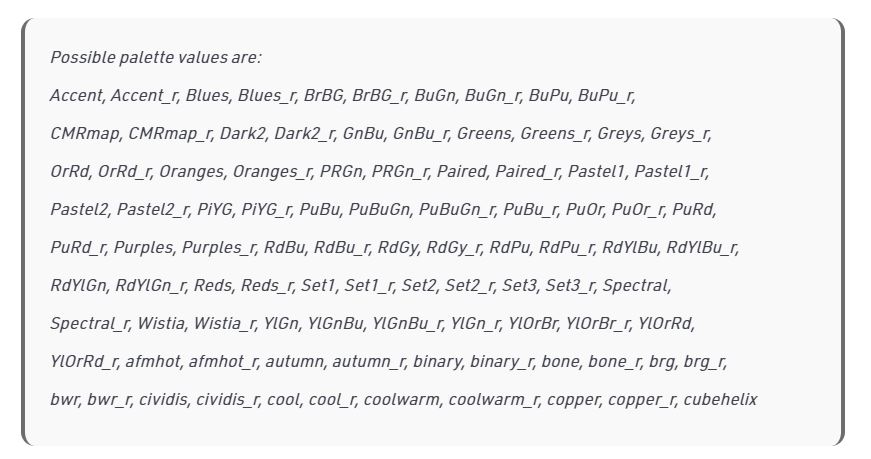 Possible palette values are:
Accent, Accent_r, Blues, Blues_r, BrBG, BrBG_r, BuGn, BuGn_r, BuPu, BuPu_r,
CMRmap, CMRmap_r, Dark2, Dark2_r, GnBu, GnBu_r, Greens, Greens_r, Greys, Greys_r,
OrRd, OrRd_r, Oranges, Oranges_r, PRGn, PRGn_r, Paired, Paired_r, Pastel1, Pastel1_r,
Pastel2, Pastel2_r, PiYG, PiYG_r, PuBu, PuBuGn, PuBuGn_r, PuBu_r, PuOr, PuOr_r, PuRd,
PuRd_r, Purples, Purples_r, RdBu, RdBu_r, RdGy, RdGy_r, RdPu, RdPu_r, RdYlBu, RdYlBu_r,
RdYlGn, RdYlGn_r, Reds, Reds_r, Set1, Set1_r, Set2, Set2_r, Set3, Set3_r, Spectral,
Spectral_r, Wistia, Wistia_r, YlGn, YlGnBu, YlGnBu_r, YlGn_r, YlOrBr, YlOrBr_r, YlOrRd,
YlOrRd_r, afmhot, afmhot_r, autumn, autumn_r, binary, binary_r, bone, bone_r, brg, brg_r,
bwr, bwr_r, cividis, cividis_r, cool, cool_r, coolwarm, coolwarm_r, copper, copper_r, cubehelix